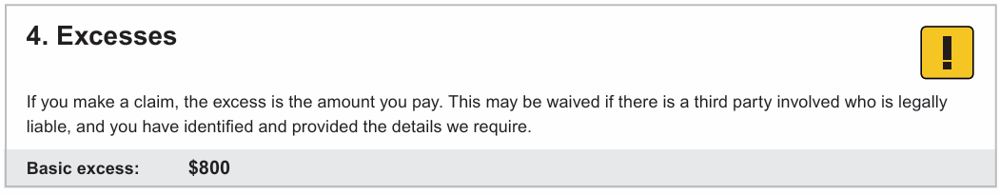 4. Excesses
!
If you make a claim, the excess is the amount you pay. This may be waived if there is a third party involved who is legally
liable, and you have identified and provided the details we require.
Basic excess: $800